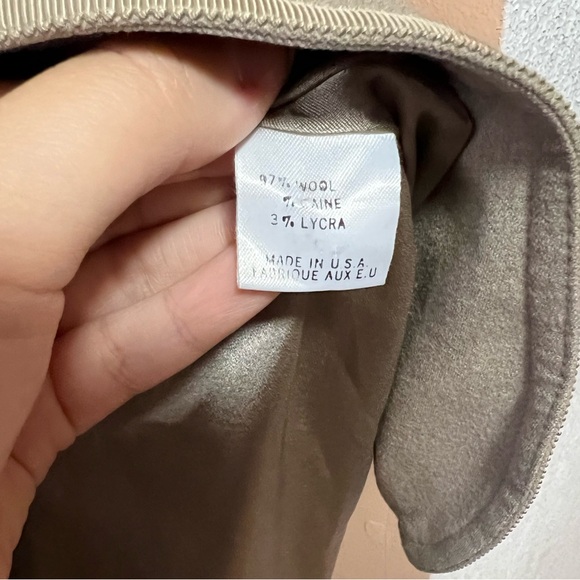 97% WOOL
% LAINE
3% LYCRA
MADE IN U.S.A.
FABRIQUE AUX E.U